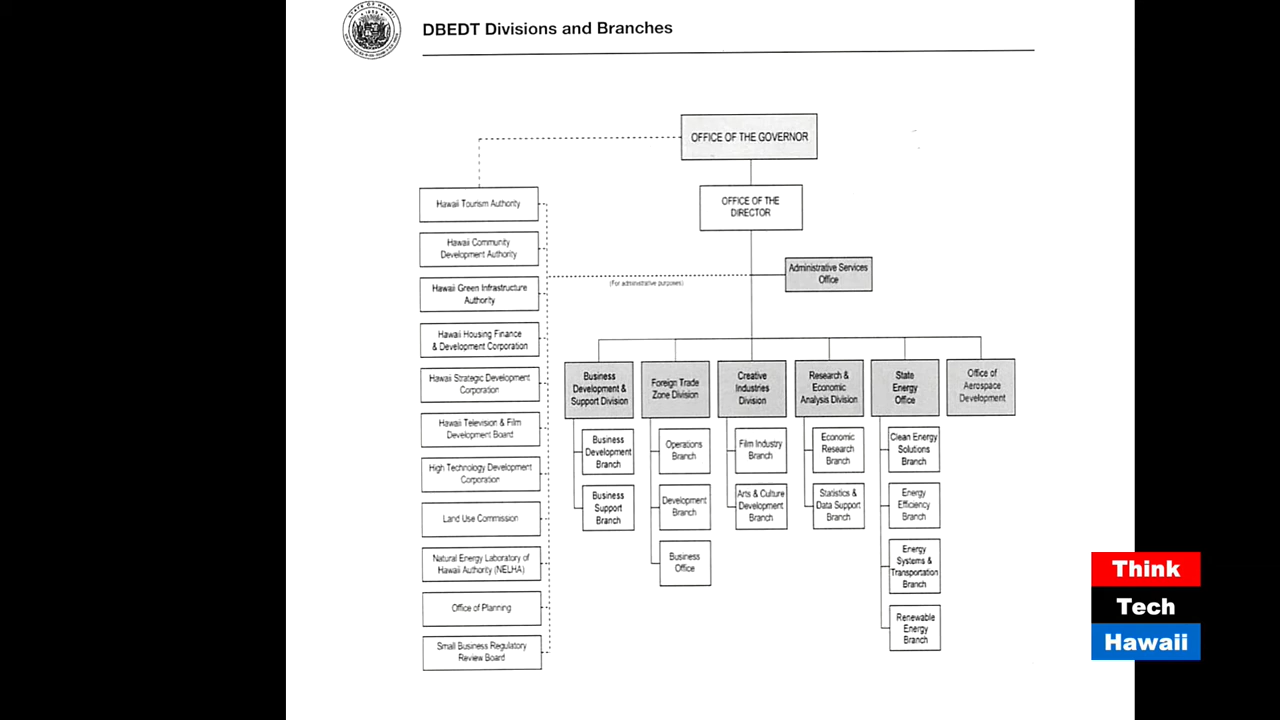 STATE OF HAWAII
1959
DBEDT Divisions and Branches
OFFICE OF THE GOVERNOR
OFFICE OF THE
DIRECTOR
Administrative Services
Office
(For administrative purposes)
Hawaii Tourism Authority
Hawaii Community
Development Authority
Hawaii Green Infrastructure
Authority
Hawaii Housing Finance
& Development Corporation
Hawaii Strategic Development
Corporation
Hawaii Television & Film
Development Board
High Technology Development
Corporation
Land Use Commission
Natural Energy Laboratory of
Hawaii Authority (NELHA)
Office of Planning
Small Business Regulatory
Review Board
Business
Development &
Support Division
Business
Development
Branch
Business
Support
Branch
Foreign Trade
Zone Division
Operations
Branch
Development
Branch
Business
Office
Creative
Industries
Division
Film Industry
Branch
Arts & Culture
Development
Branch
Research &
Economic
Analysis Division
Economic
Research
Branch
Statistics &
Data Support
Branch
State
Energy
Office
Clean Energy
Solutions
Branch
Energy
Efficiency
Branch
Energy
Systems &
Transportation
Branch
Renewable
Energy
Branch
Office of
Aerospace
Development
Think
Tech
Hawaii